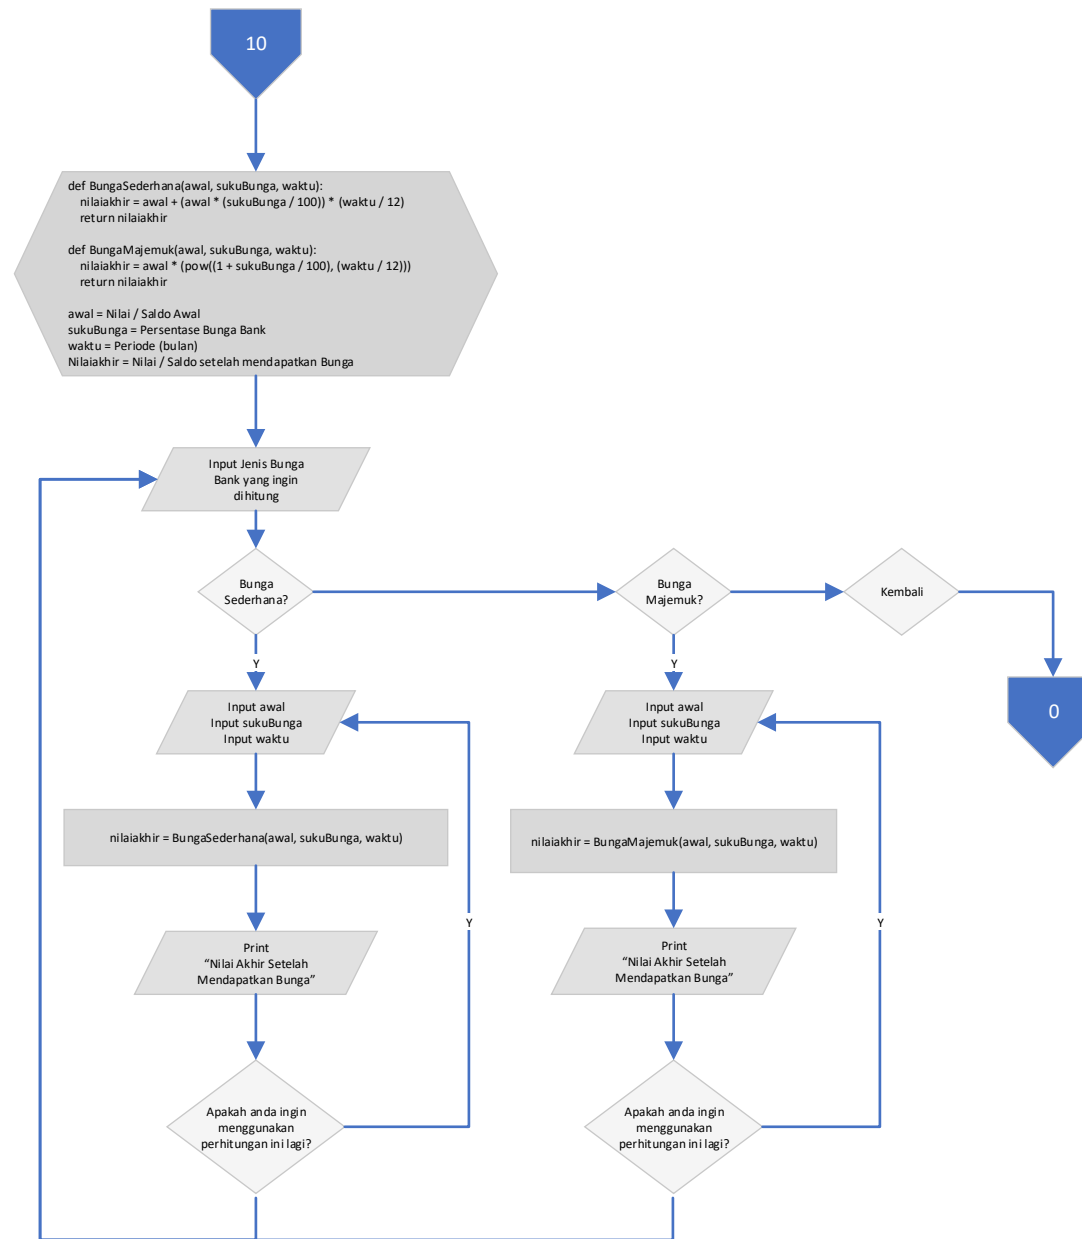 10
def BungaSederhana(awal, sukuBunga, waktu):
nilaiakhir = awal + (awal * (sukuBunga / 100)) * (waktu / 12)
return nilaiakhir
def BungaMajemuk(awal, sukuBunga, waktu):
nilaiakhir = awal * (pow((1 + sukuBunga / 100), (waktu / 12)))
return nilaiakhir
awal = Nilai / Saldo Awal
sukuBunga = Persentase Bunga Bank
waktu = Periode (bulan)
Nilaiakhir = Nilai / Saldo setelah mendapatkan Bunga
Input Jenis Bunga
Bank yang ingin
dihitung
Bunga
Sederhana?
Bunga
Majemuk?
Kembali
Y
Y
0
Input awal
Input sukuBunga
Input waktu
Input awal
Input sukuBunga
Input waktu
nilaiakhir = BungaSederhana(awal, sukuBunga, waktu)
nilaiakhir = BungaMajemuk(awal, sukuBunga, waktu)
Y
Y
Print
“Nilai Akhir Setelah
Mendapatkan Bunga”
Print
“Nilai Akhir Setelah
Mendapatkan Bunga”
Apakah anda ingin
menggunakan
perhitungan ini lagi?
Apakah anda ingin
menggunakan
perhitungan ini lagi?